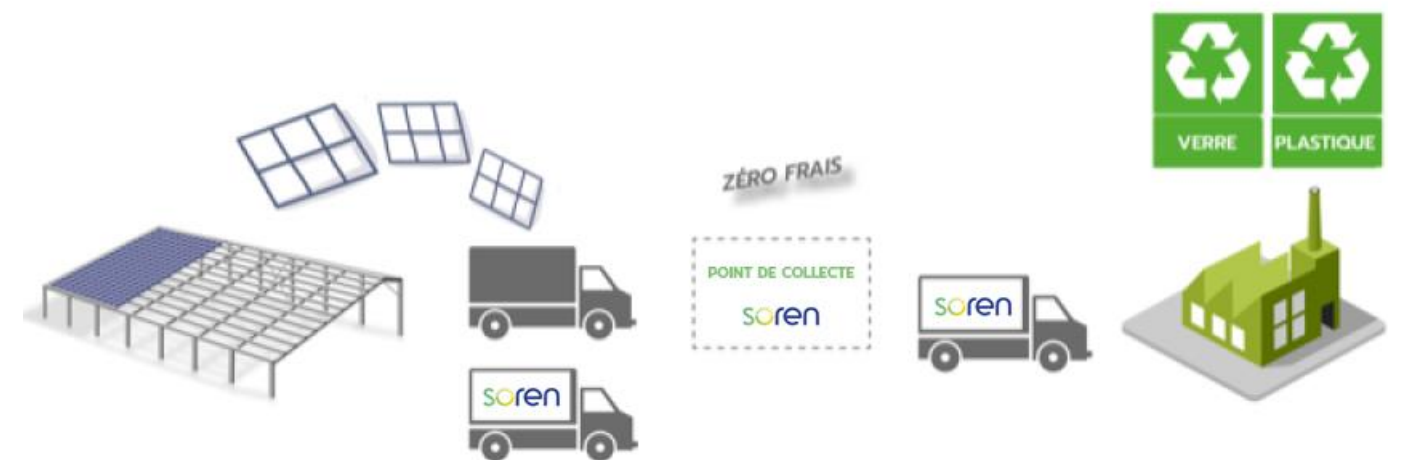 VERRE
PLASTIQUE
ZÉRO FRAIS
POINT DE COLLECTE
soren
soren
soren